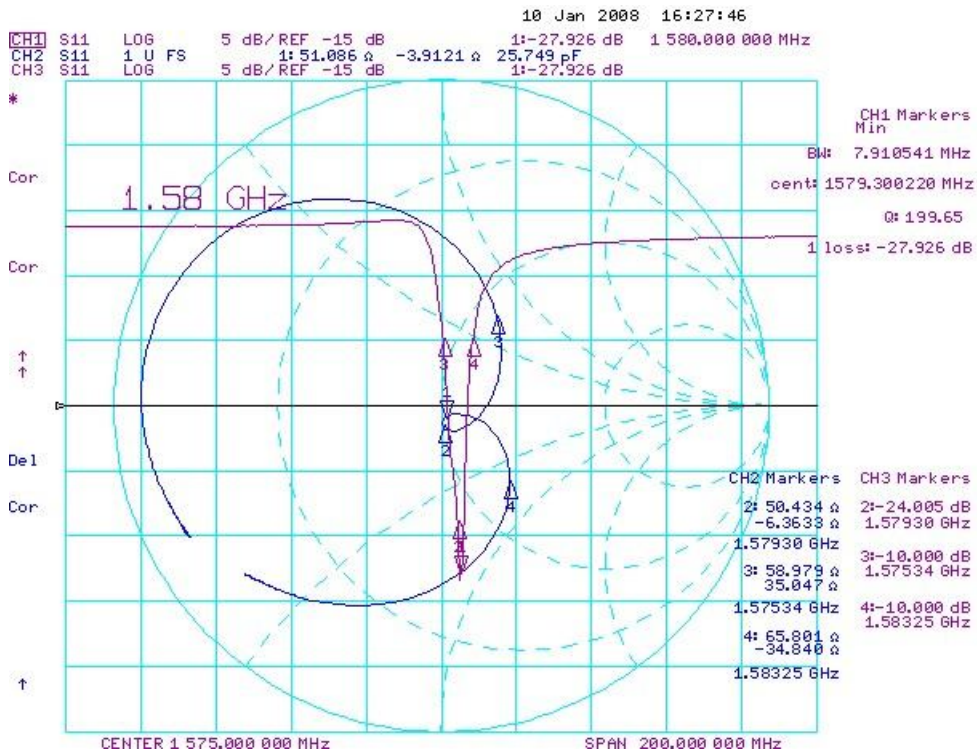 10 Jan 2008 16:27:46
CH1 S11 LOG 5 dB/REF -15 dB 1:-27.926 dB 1 580.000 000 MHz
CH2 S11 1 U FS 1:51.086 Ω -3.9121 Ω 25.749 pF
CH3 S11 LOG 5 dB/REF -15 dB 1:-27.926 dB
*
CH1 Markers
Min
BW: 7.910541 MHz
Cor
cent: 1579.300220 MHz
1.58 GHz
Q: 199.65
1 loss: -27.926 dB
Cor
↑
↑
3
3
4
1
2
4
Del
Cor
↑
CH2 Markers
2: 50.434 Ω
-6.3633 Ω
1.57930 GHz
3: 58.979 Ω
35.047 Ω
1.57534 GHz
4: 65.801 Ω
-34.840 Ω
1.58325 GHz
CH3 Markers
2:-24.005 dB
1.57930 GHz
3:-10.000 dB
1.57534 GHz
4:-10.000 dB
1.58325 GHz
CENTER 1 575.000 000 MHz SPAN 200.000 000 MHz